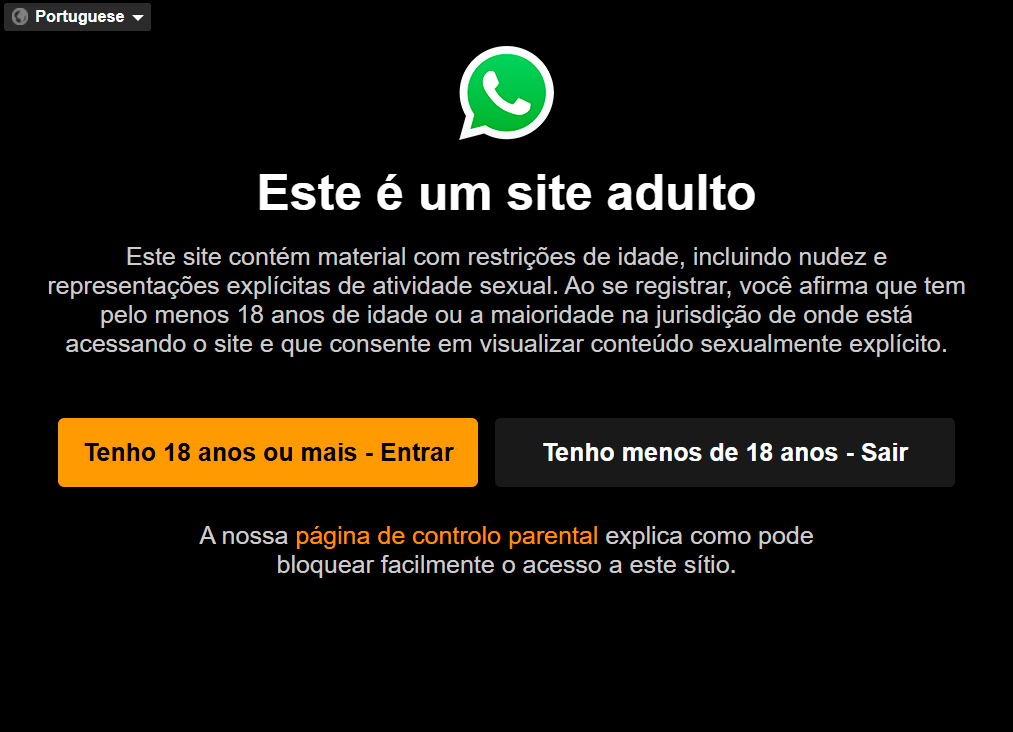 Portuguese
Este é um site adulto
Este site contém material com restrições de idade, incluindo nudez e
representações explícitas de atividade sexual. Ao se registrar, você afirma que tem
pelo menos 18 anos de idade ou a maioridade na jurisdição de onde está
acessando o site e que consente em visualizar conteúdo sexualmente explícito.
Tenho 18 anos ou mais - Entrar
Tenho menos de 18 anos - Sair
A nossa página de controlo parental explica como pode
bloquear facilmente o acesso a este sítio.